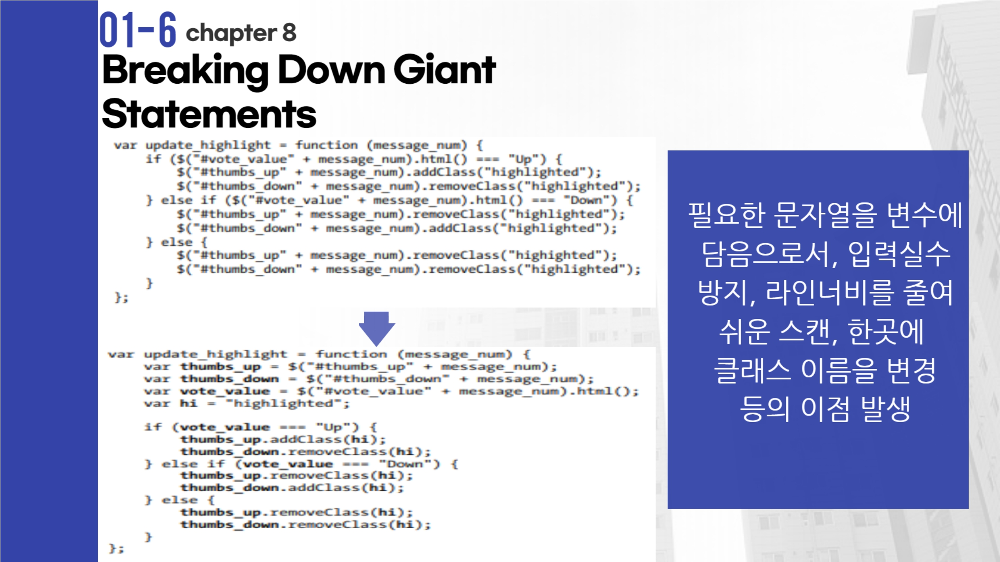 01-6 chapter 8
Breaking Down Giant
Statements
var update_highlight = function (message_num) {
    if ($("#vote_value" + message_num).html() === "Up") {
        $("#thumbs_up" + message_num).addClass("highlighted");
        $("#thumbs_down" + message_num).removeClass("highlighted");
    } else if ($("#vote_value" + message_num).html() === "Down") {
        $("#thumbs_up" + message_num).removeClass("highlighted");
        $("#thumbs_down" + message_num).addClass("highlighted");
    } else {
        $("#thumbs_up" + message_num).removeClass("highighted");
        $("#thumbs_down" + message_num).removeClass("highlighted");
    }
};
var update_highlight = function (message_num) {
    var thumbs_up = $("#thumbs_up" + message_num);
    var thumbs_down = $("#thumbs_down" + message_num);
    var vote_value = $("#vote_value" + message_num).html();
    var hi = "highlighted";
    if (vote_value === "Up") {
        thumbs_up.addClass(hi);
        thumbs_down.removeClass(hi);
    } else if (vote_value === "Down") {
        thumbs_up.removeClass(hi);
        thumbs_down.addClass(hi);
    } else {
        thumbs_up.removeClass(hi);
        thumbs_down.removeClass(hi);
    }
};
필요한 문자열을 변수에
담음으로서, 입력실수
방지, 라인너비를 줄여
쉬운 스캔, 한곳에
클래스 이름을 변경
등의 이점 발생